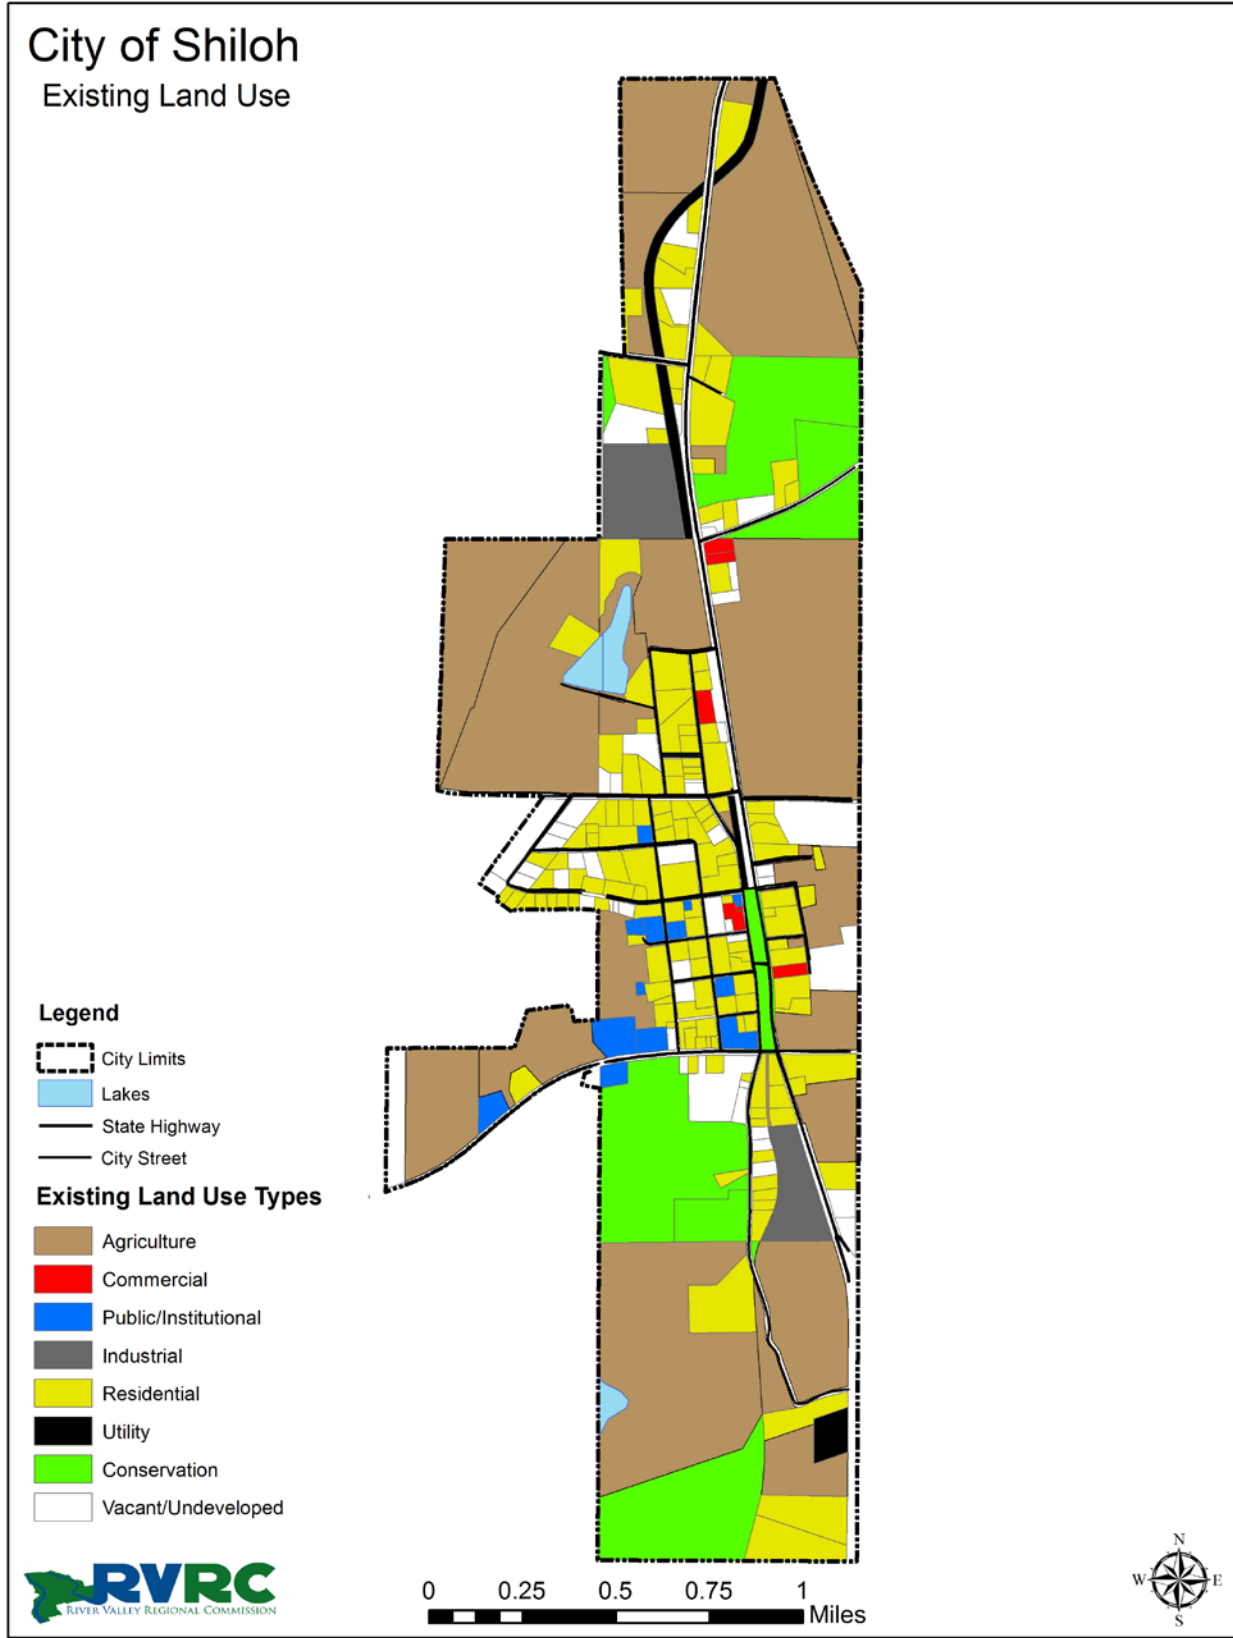 City of Shiloh
Existing Land Use
Legend
City Limits
Lakes
State Highway
City Street
Existing Land Use Types
Agriculture
Commercial
Public/Institutional
Industrial
Residential
Utility
Conservation
Vacant/Undeveloped
RVRC
RIVER VALLEY REGIONAL COMMISSION
0 0.25 0.5 0.75 1
Miles
N
W E
S